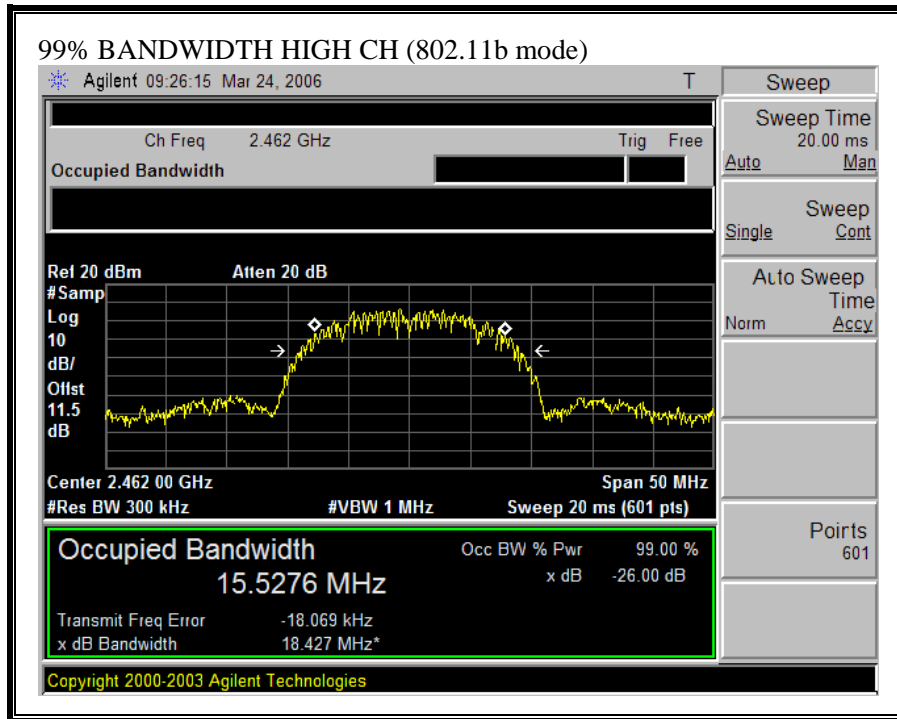 99% BANDWIDTH HIGH CH (802.11b mode)
Agilent 09:26:15 Mar 24, 2006 T
Sweep
Ch Freq 2.462 GHz Trig Free
Occupied Bandwidth
Sweep Time
20.00 ms
Auto Man
Sweep
Single Cont
Auto Sweep
Time
Norm Accy
Ref 20 dBm Atten 20 dB
#Samp
Log
10
dB/
Offst
11.5
dB
Center 2.462 00 GHz Span 50 MHz
#Res BW 300 kHz #VBW 1 MHz Sweep 20 ms (601 pts)
Occupied Bandwidth
15.5276 MHz
Occ BW % Pwr 99.00 %
x dB -26.00 dB
Transmit Freq Error -18.069 kHz
x dB Bandwidth 18.427 MHz*
Points
601
Copyright 2000-2003 Agilent Technologies